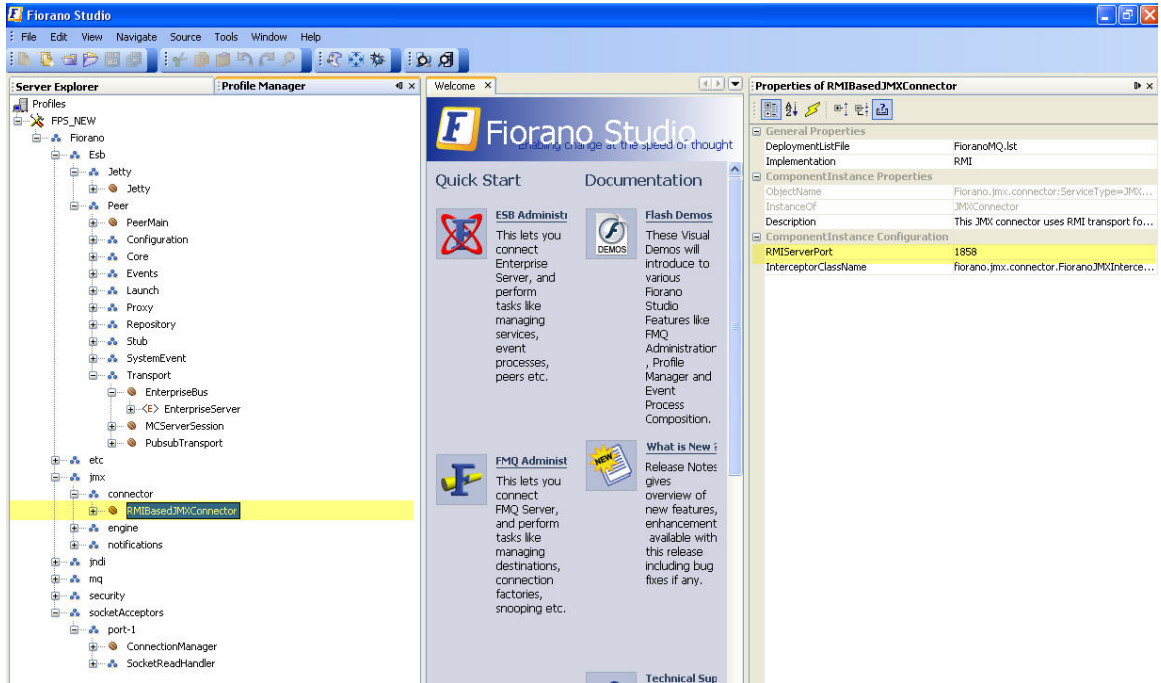 Fiorano Studio
File Edit View Navigate Source Tools Window Help
Server Explorer
Profile Manager
Profiles
FPS_NEW
Fiorano
Esb
Jetty
Jetty
Peer
PeerMain
Configuration
Core
Events
Launch
Proxy
Repository
Stub
SystemEvent
Transport
EnterpriseBus
<E> EnterpriseServer
MCServerSession
PubsubTransport
etc
jmx
connector
RMIBasedJMXConnector
engine
notifications
jndi
mq
security
socketAcceptors
port-1
ConnectionManager
SocketReadHandler
Welcome
Fiorano Studio
Enabling change at the speed of thought
Quick Start
ESB Administ
This lets you
connect
Enterprise
Server, and
perform
tasks like
managing
services,
event
processes,
peers etc.
FMQ Administ
This lets you
connect
FMQ Server,
and perform
tasks like
managing
destinations,
connection
factories,
snooping etc.
Documentation
DEMOS
Flash Demos
These Visual
Demos will
introduce to
various
Fiorano
Studio
Features like
FMQ
Administration
, Profile
Manager and
Event
Process
Composition.
NEW
What is New ?
Release Notes
gives
overview of
new features,
enhancement
available with
this release
including bug
fixes if any.
Technical Sup
Properties of RMIBasedJMXConnector
General Properties
DeploymentListFile FioranoMQ.lst
Implementation RMI
ComponentInstance Properties
ObjectName Fiorano.jmx.connector:ServiceType=JMX...
InstanceOf JMXConnector
Description This JMX connector uses RMI transport fo...
ComponentInstance Configuration
RMIServerPort 1858
InterceptorClassName fiorano.jmx.connector.FioranoJMXInterce...